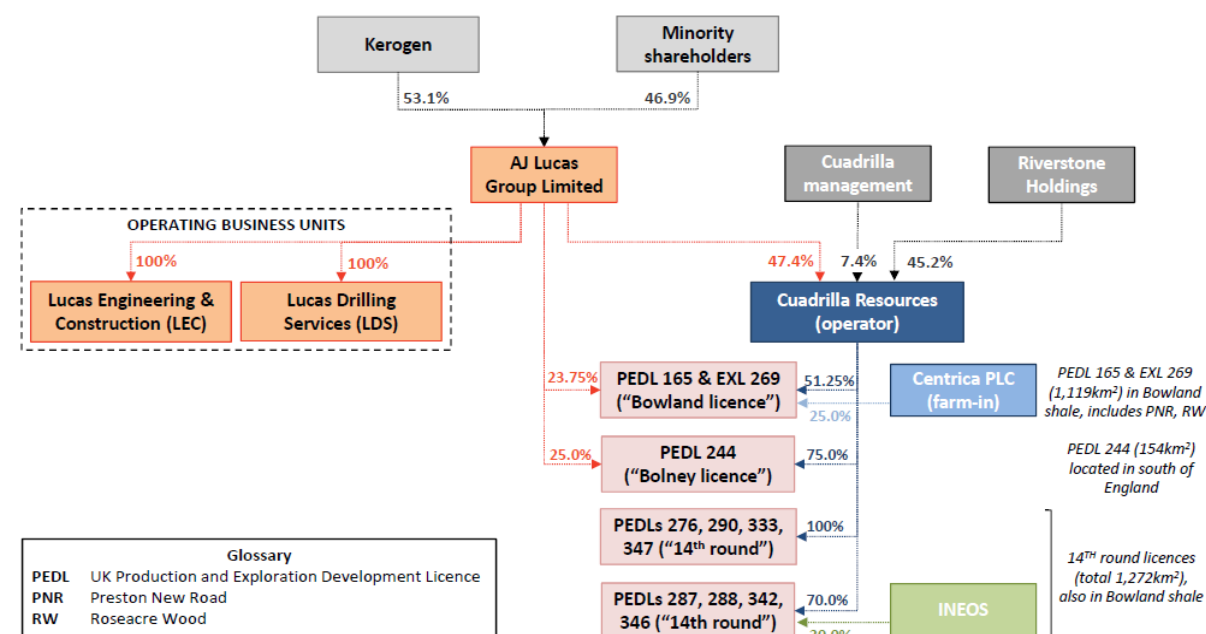 Kerogen
Minority
shareholders
53.1%
46.9%
AJ Lucas
Group Limited
Cuadrilla
management
Riverstone
Holdings
OPERATING BUSINESS UNITS
100%
100%
47.4%
7.4%
45.2%
Lucas Engineering &
Construction (LEC)
Lucas Drilling
Services (LDS)
Cuadrilla Resources
(operator)
23.75%
PEDL 165 & EXL 269
(“Bowland licence”)
51.25%
25.0%
Centrica PLC
(farm-in)
PEDL 165 & EXL 269
(1,119km²) in Bowland
shale, includes PNR, RW
25.0%
PEDL 244
(“Bolney licence”)
75.0%
PEDL 244 (154km²)
located in south of
England
PEDLs 276, 290, 333,
347 (“14th round”)
100%
14TH round licences
(total 1,272km²),
also in Bowland shale
PEDLs 287, 288, 342,
346 (“14th round”)
70.0%
INEOS
Glossary
PEDL UK Production and Exploration Development Licence
PNR Preston New Road
RW Roseacre Wood